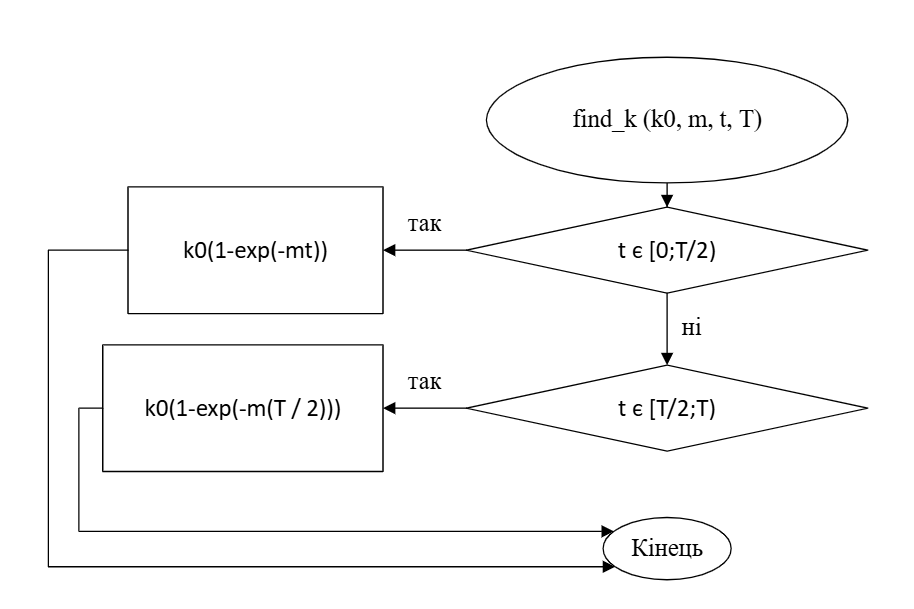 find_k (k0, m, t, T)
так
k0(1-exp(-mt))
t є [0;T/2)
ні
так
k0(1-exp(-m(T / 2)))
t є [T/2;T)
Кінець